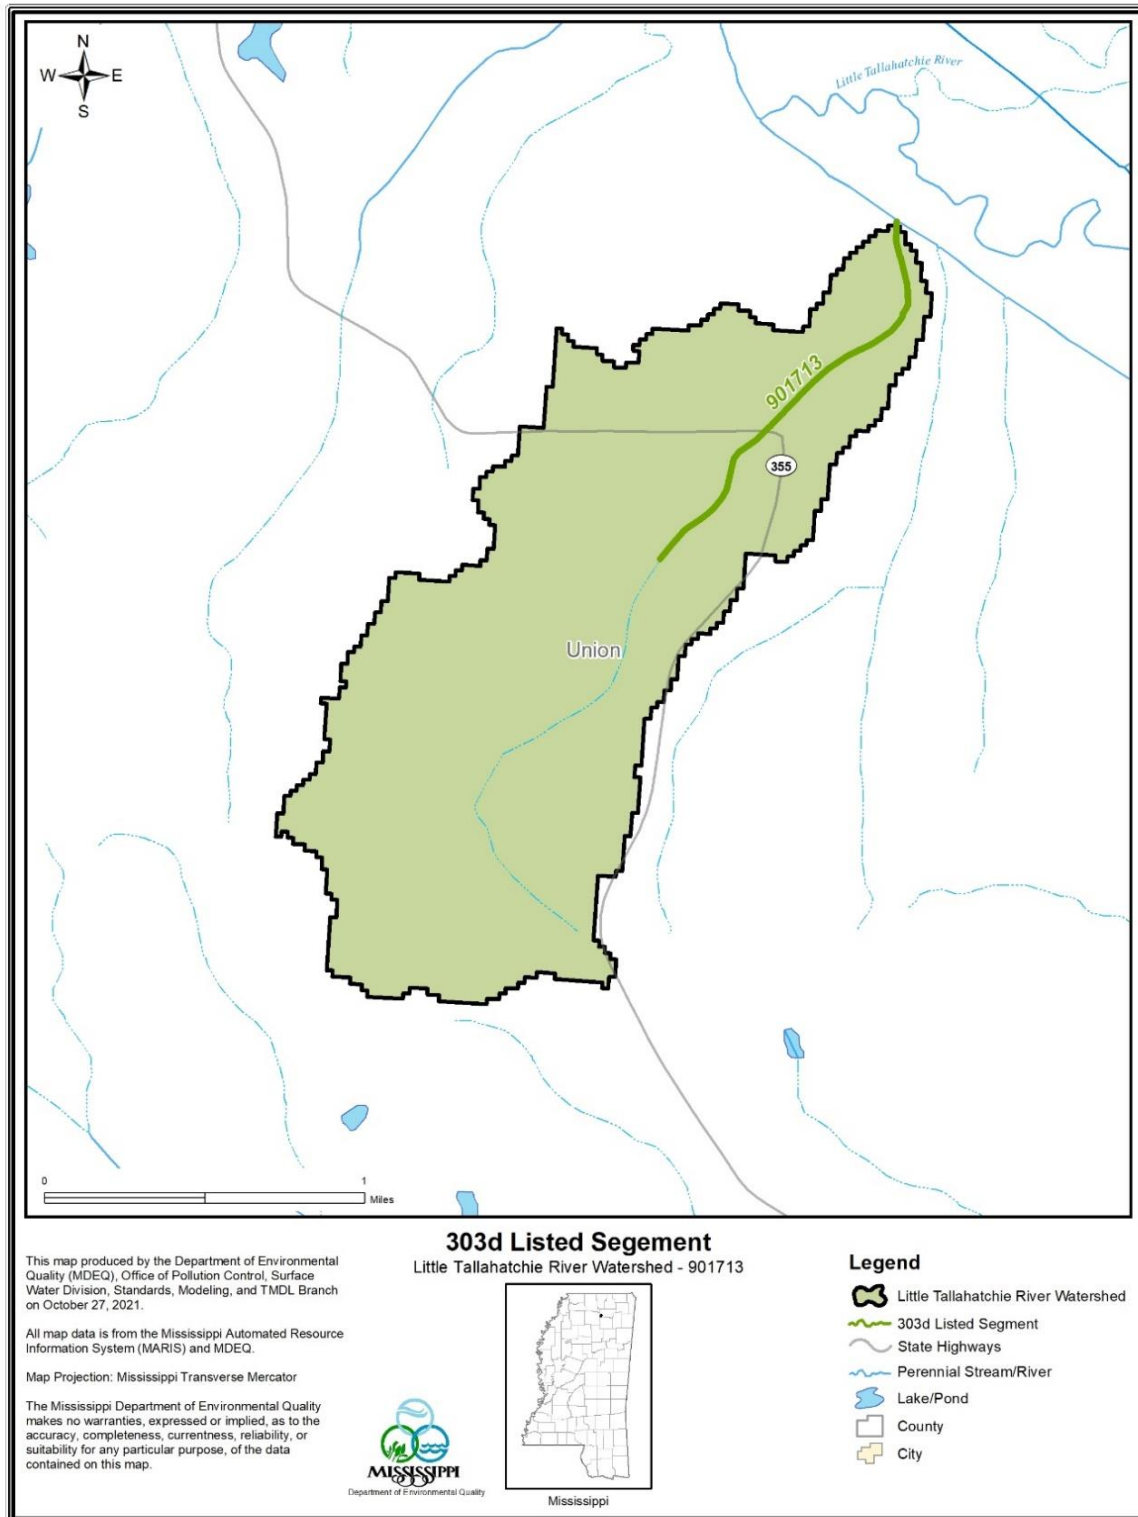 N
W E
S
Little Tallahatchie River
901713
355
Union
0 1
Miles
303d Listed Segement
Little Tallahatchie River Watershed - 901713
This map produced by the Department of Environmental
Quality (MDEQ), Office of Pollution Control, Surface
Water Division, Standards, Modeling, and TMDL Branch
on October 27, 2021.
All map data is from the Mississippi Automated Resource
Information System (MARIS) and MDEQ.
Map Projection: Mississippi Transverse Mercator
The Mississippi Department of Environmental Quality
makes no warranties, expressed or implied, as to the
accuracy, completeness, currentness, reliability, or
suitability for any particular purpose, of the data
contained on this map.
MISSISSIPPI
Department of Environmental Quality
Mississippi
Legend
Little Tallahatchie River Watershed
303d Listed Segment
State Highways
Perennial Stream/River
Lake/Pond
County
City